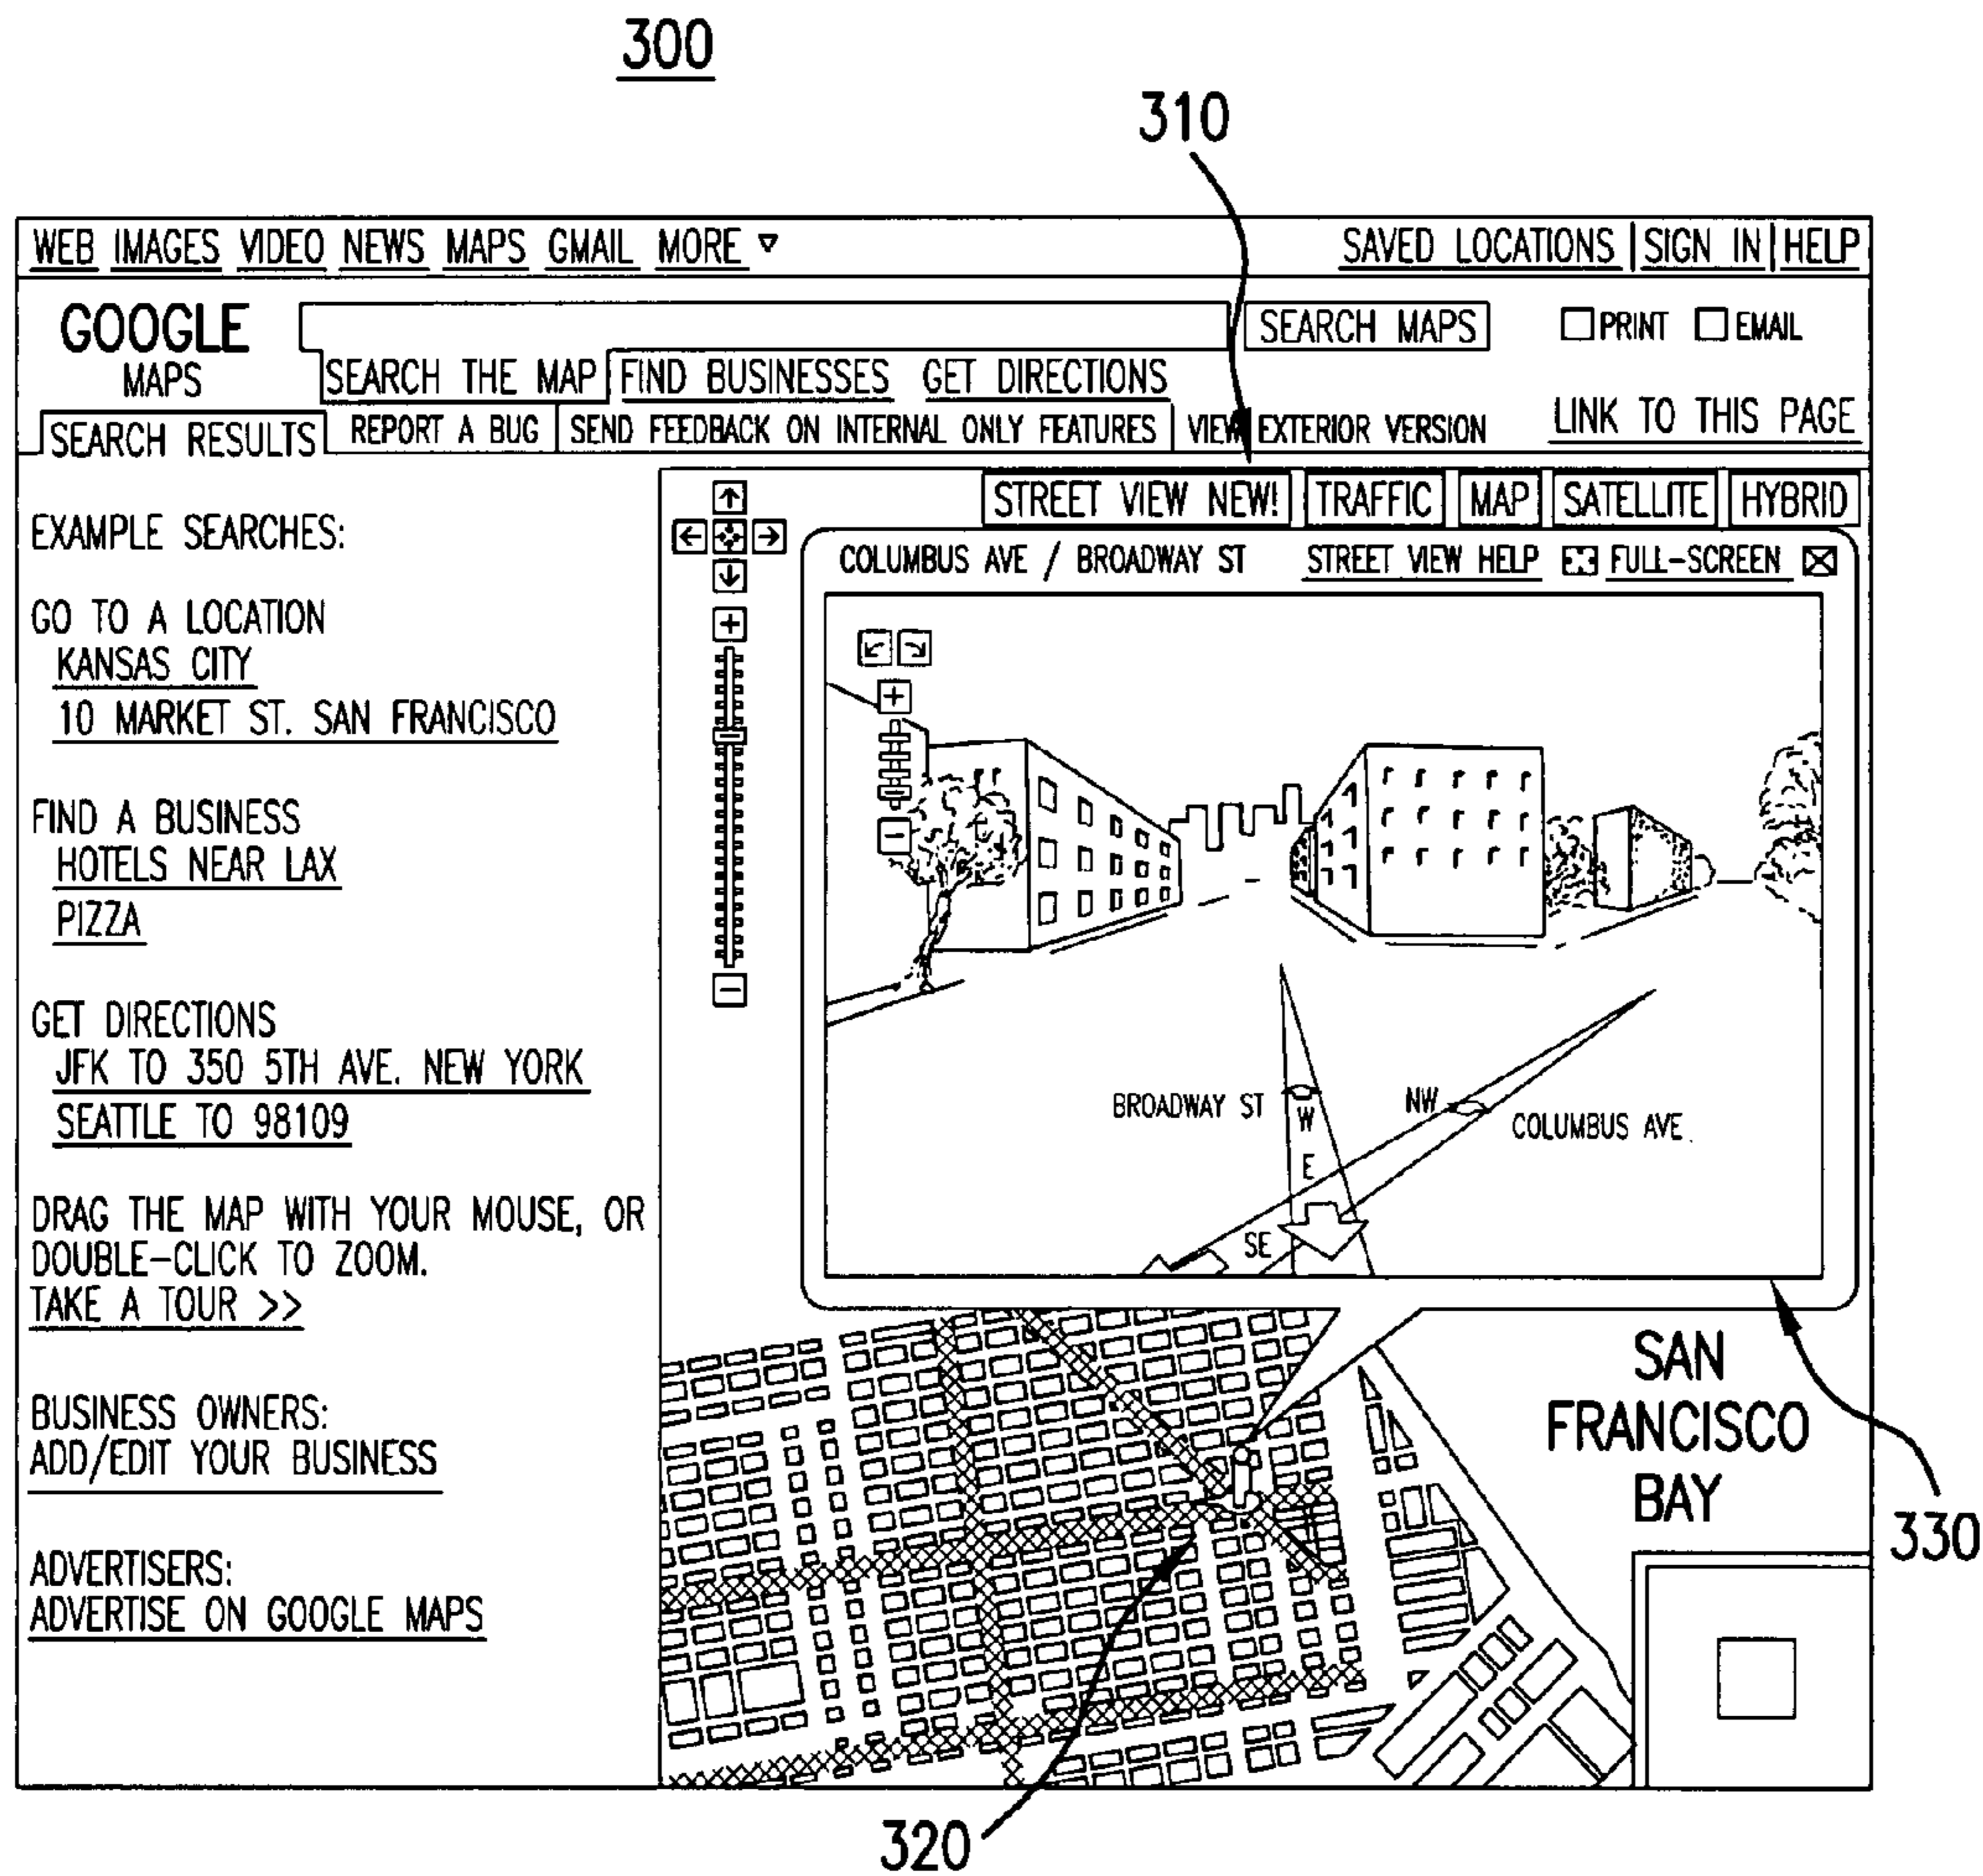 300
310
WEB IMAGES VIDEO NEWS MAPS GMAIL MORE
SAVED LOCATIONS | SIGN IN | HELP
GOOGLE
MAPS
SEARCH MAPS
PRINT
EMAIL
SEARCH THE MAP
FIND BUSINESSES
GET DIRECTIONS
SEARCH RESULTS
REPORT A BUG
SEND FEEDBACK ON INTERNAL ONLY FEATURES
VIEW EXTERIOR VERSION
LINK TO THIS PAGE
STREET VIEW NEW!
TRAFFIC
MAP
SATELLITE
HYBRID
COLUMBUS AVE / BROADWAY ST
STREET VIEW HELP
FULL-SCREEN
EXAMPLE SEARCHES:
GO TO A LOCATION
KANSAS CITY
10 MARKET ST. SAN FRANCISCO
FIND A BUSINESS
HOTELS NEAR LAX
PIZZA
GET DIRECTIONS
JFK TO 350 5TH AVE. NEW YORK
SEATTLE TO 98109
DRAG THE MAP WITH YOUR MOUSE, OR
DOUBLE-CLICK TO ZOOM.
TAKE A TOUR >>
BUSINESS OWNERS:
ADD/EDIT YOUR BUSINESS
ADVERTISERS:
ADVERTISE ON GOOGLE MAPS
BROADWAY ST
W
E
NW
COLUMBUS AVE.
SE
SAN
FRANCISCO
BAY
330
320